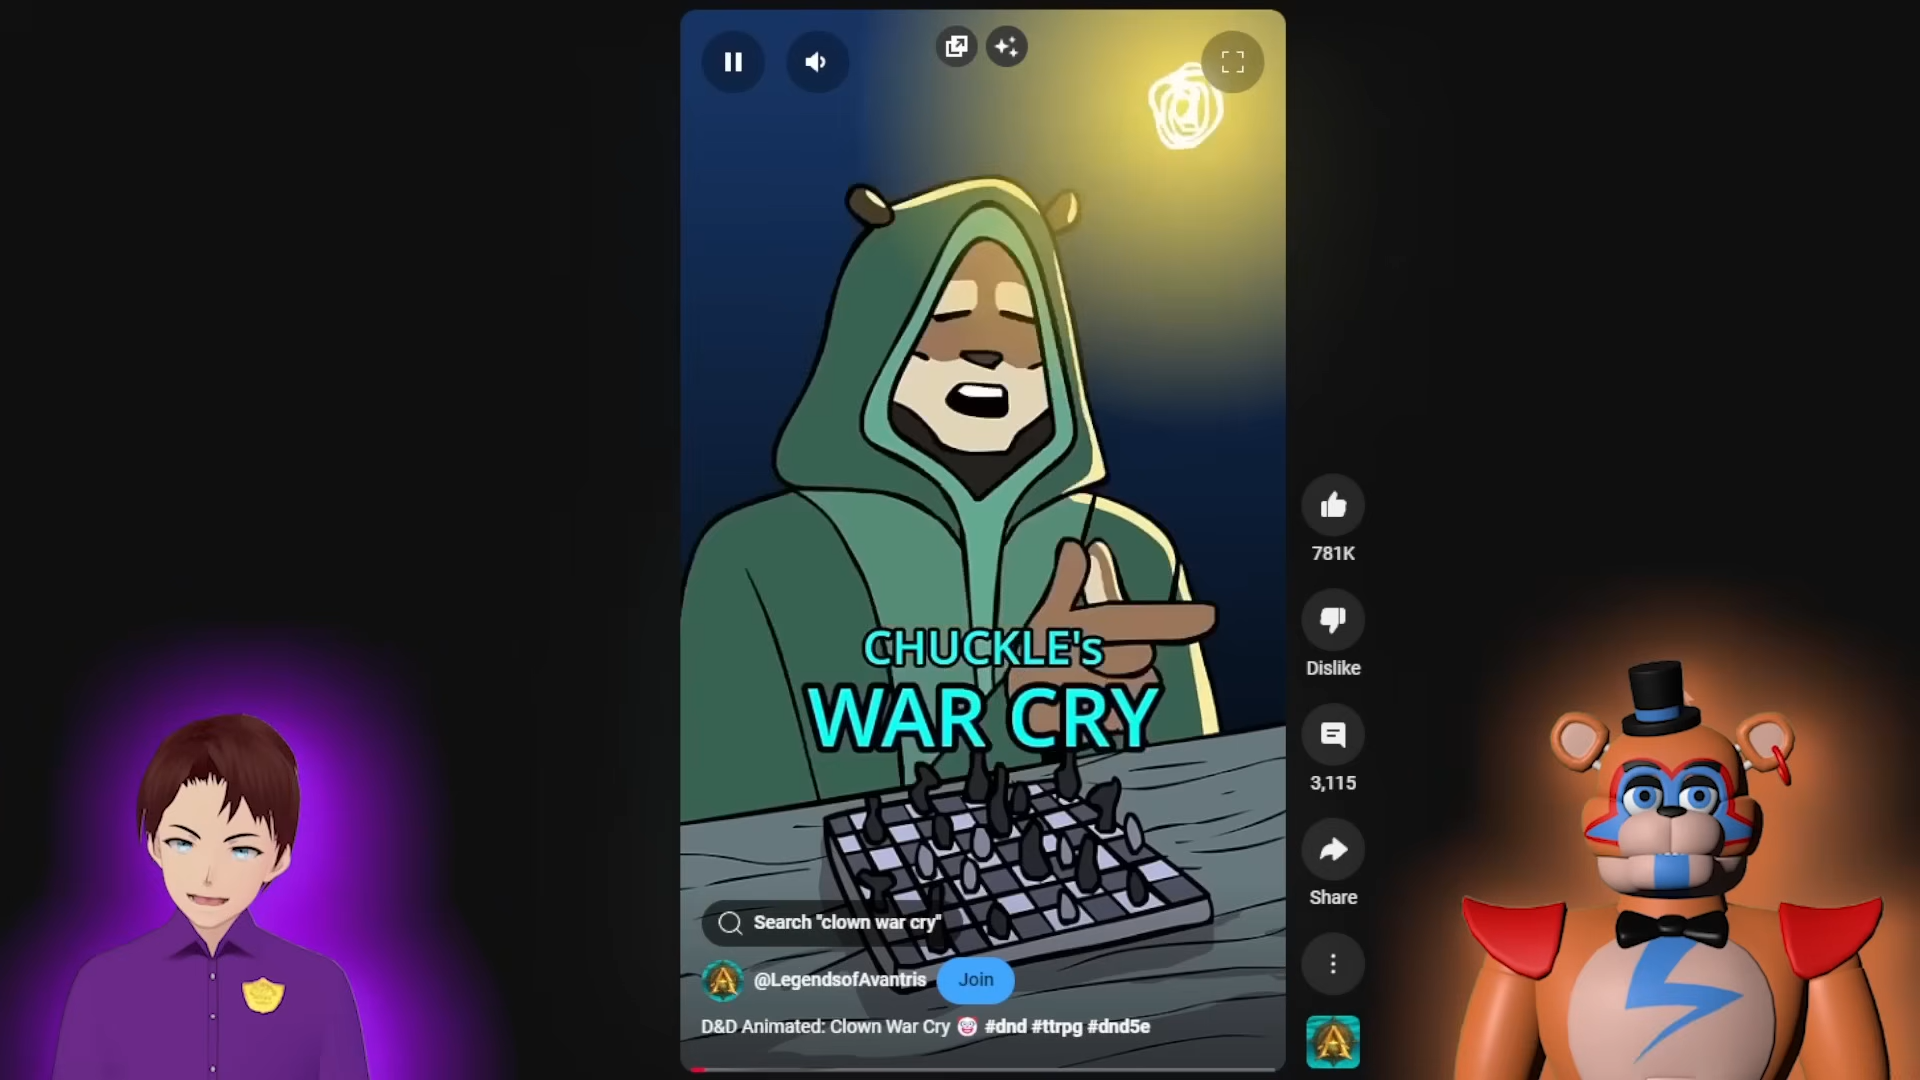 CHUCKLE's
WAR CRY
781K
Dislike
3,115
Share
Search "clown war cry"
@LegendsofAvantris
Join
D&D Animated: Clown War Cry 🤡 #dnd #ttrpg #dnd5e